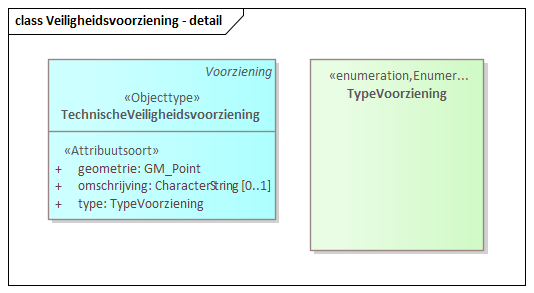 class Veiligheidsvoorziening - detail
Voorziening
«Objecttype»
TechnischeVeiligheidsvoorziening
«Attribuutsoort»
+ geometrie: GM_Point
+ omschrijving: CharacterString [0..1]
+ type: TypeVoorziening
«enumeration,Enumer...
TypeVoorziening